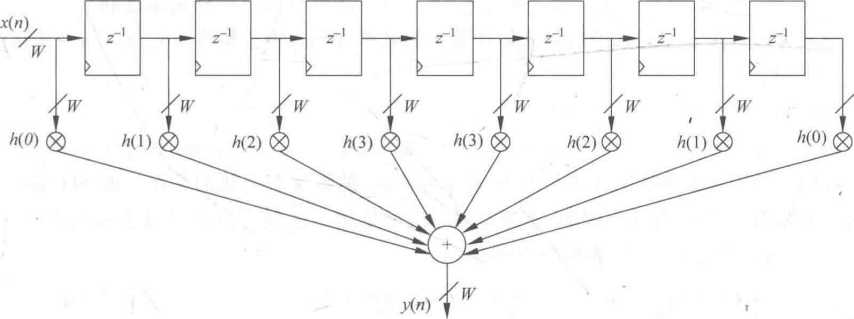 x(n)
W
z⁻¹ z⁻¹ z⁻¹ z⁻¹ z⁻¹ z⁻¹ z⁻¹
W W W W W W
h(0) h(1) h(2) h(3) h(3) h(2) h(1) h(0)
+
y(n) W